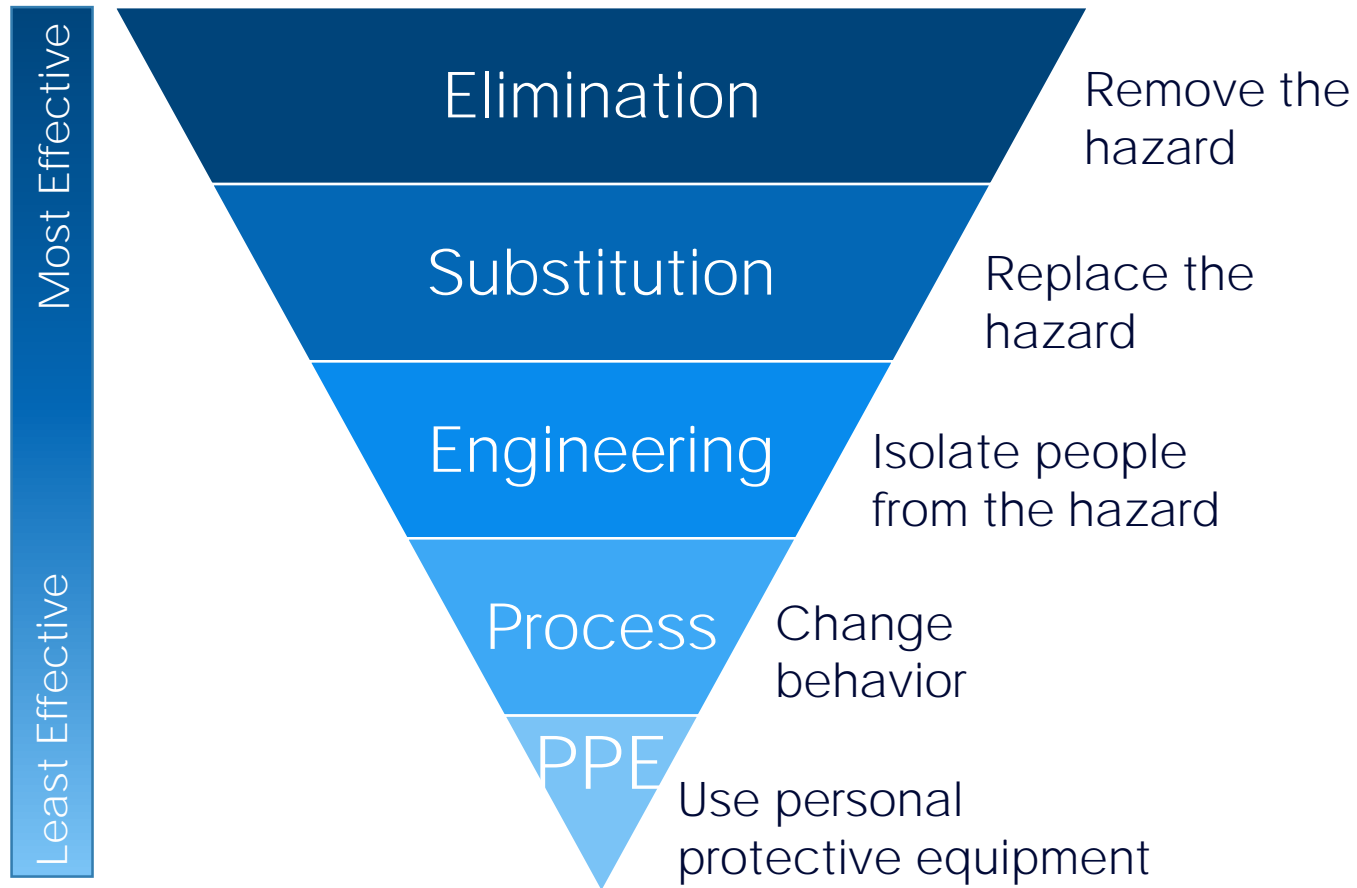 Most Effective
Least Effective
Elimination
Remove the
hazard
Substitution
Replace the
hazard
Engineering
Isolate people
from the hazard
Process
Change
behavior
PPE
Use personal
protective equipment